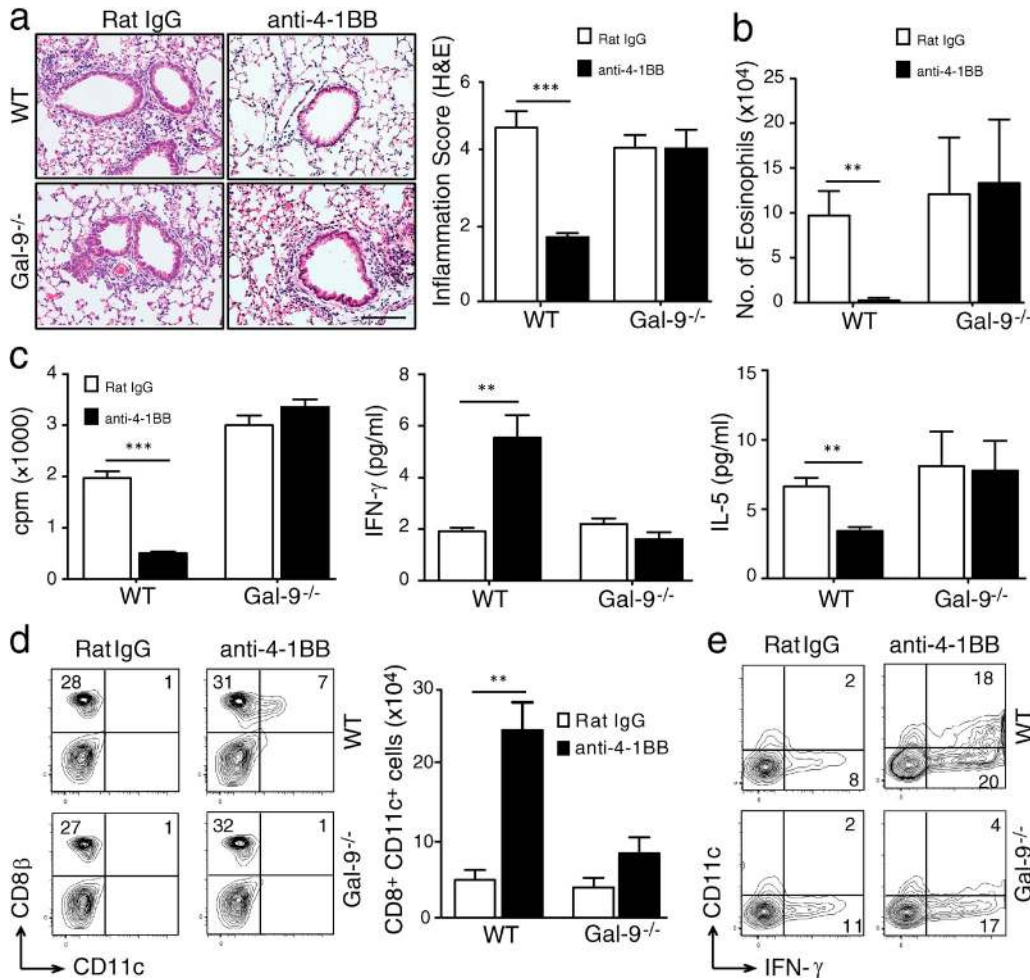 a
Rat IgG
anti-4-1BB
WT
Gal-9-/-
Inflammation Score (H&E)
6
4
2
0
Rat IgG
anti-4-1BB
***
WT
Gal-9-/-
b
No. of Eosinophils (x10⁴)
25
20
15
10
5
0
Rat IgG
anti-4-1BB
**
WT
Gal-9-/-
c
cpm (x1000)
4
3
2
1
0
Rat IgG
anti-4-1BB
***
WT
Gal-9-/-
IFN-γ (pg/ml)
8
6
4
2
0
**
WT
Gal-9-/-
IL-5 (pg/ml)
15
10
5
0
**
WT
Gal-9-/-
d
Rat IgG
anti-4-1BB
28
1
31
7
WT
27
1
32
1
Gal-9-/-
CD8β
CD11c
CD8+ CD11c+ cells (x10⁴)
30
20
10
0
**
Rat IgG
anti-4-1BB
WT
Gal-9-/-
e
Rat IgG
anti-4-1BB
2
8
18
20
WT
2
11
4
17
Gal-9-/-
CD11c
IFN-γ